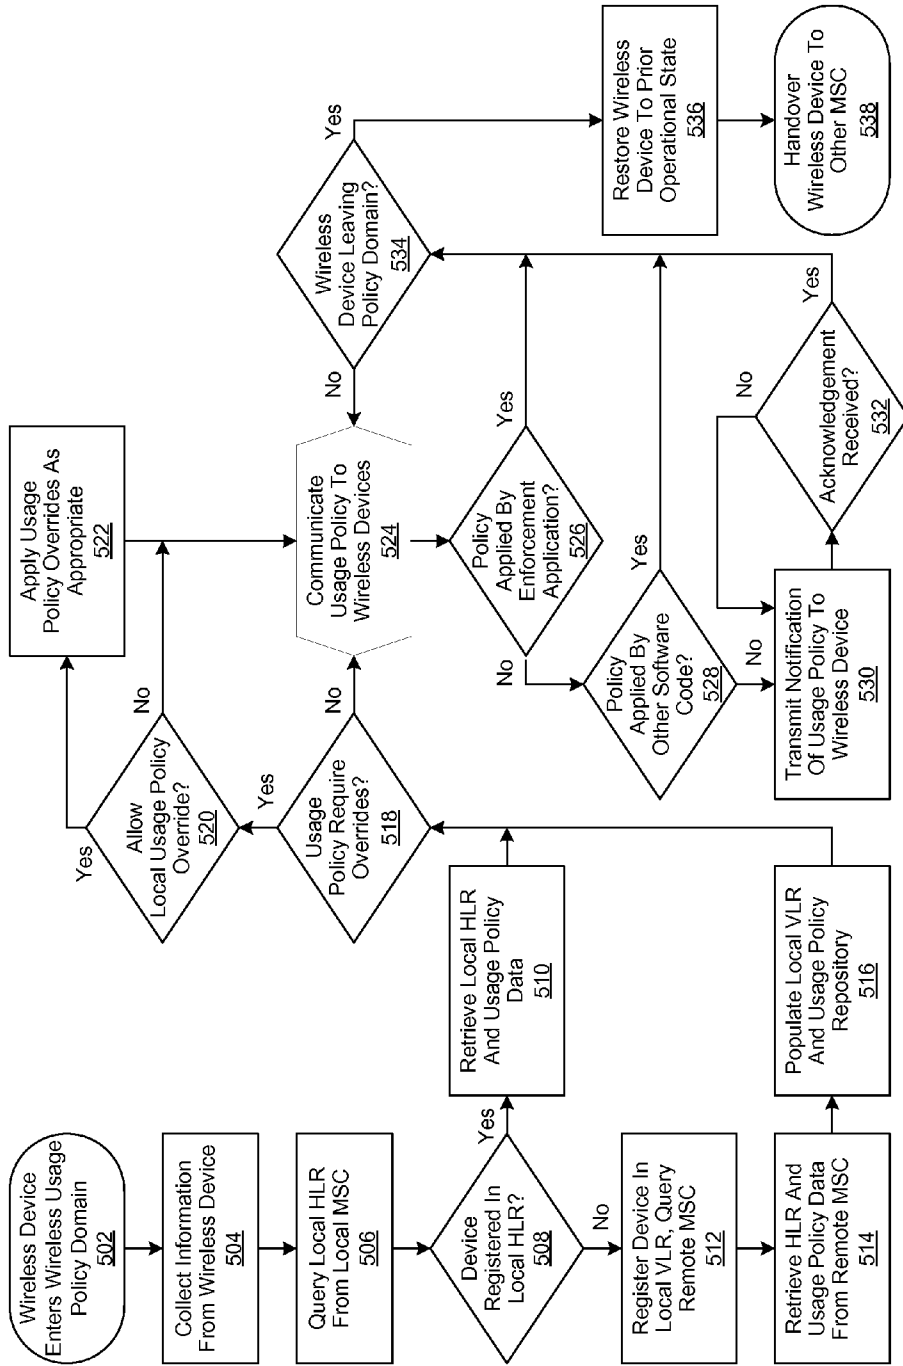 Wireless Device
Enters Wireless Usage
Policy Domain
502
Collect Information
From Wireless Device
504
Query Local HLR
From Local MSC
506
Device
Registered In
Local HLR?
508
Yes
No
Retrieve Local HLR
And Usage Policy
Data
510
Register Device In
Local VLR, Query
Remote MSC
512
Retrieve HLR And
Usage Policy Data
From Remote MSC
514
Populate Local VLR
And Usage Policy
Repository
516
Usage
Policy Require
Overrides?
518
Yes
No
Allow
Local Usage Policy
Override?
520
Yes
No
Apply Usage
Policy Overrides As
Appropriate
522
Communicate
Usage Policy To
Wireless Devices
524
Policy
Applied By
Enforcement
Application?
526
Yes
No
Policy
Applied By
Other Software
Code?
528
Yes
No
Transmit Notification
Of Usage Policy To
Wireless Device
530
Acknowledgement
Received?
532
No
Yes
Wireless
Device Leaving
Policy Domain?
534
No
Yes
Restore Wireless
Device To Prior
Operational State
536
Handover
Wireless Device To
Other MSC
538